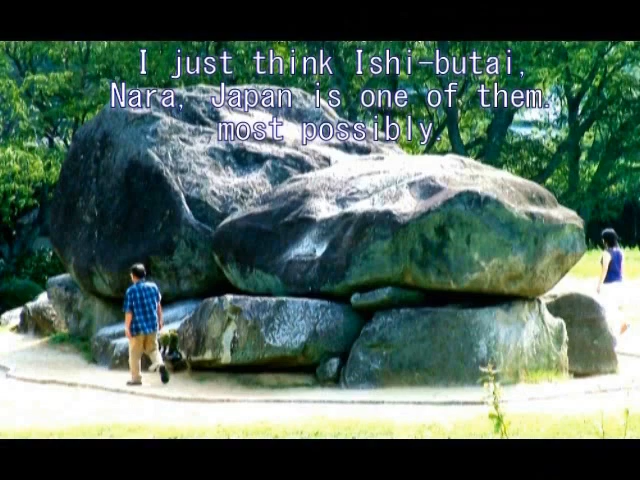 I just think Ishi-butai,
Nara, Japan is one of them.
most possibly